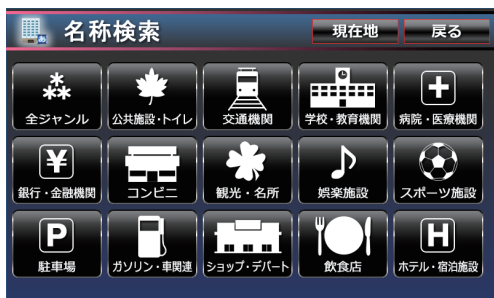 名称検索
現在地
戻る
全ジャンル
公共施設・トイレ
交通機関
学校・教育機関
病院・医療機関
銀行・金融機関
コンビニ
観光・名所
娯楽施設
スポーツ施設
P
駐車場
ガソリン・車関連
ショップ・デパート
飲食店
H
ホテル・宿泊施設